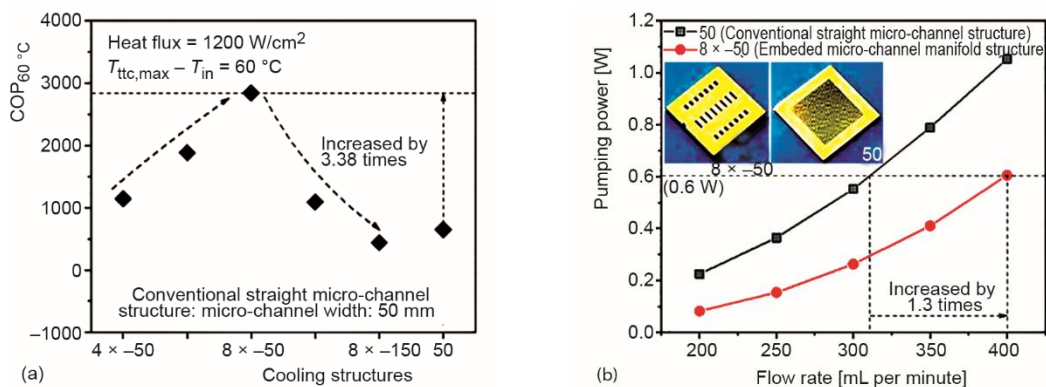 4000
3000
2000
1000
0
–1000
COP60 °C
Heat flux = 1200 W/cm2
Tttc,max – Tin = 60 °C
Increased by
3.38 times
Conventional straight micro-channel
structure: micro-channel width: 50 mm
4 × –50
8 × –50
8 × –150
50
(a)
Cooling structures
1.2
1.0
0.8
0.6
0.4
0.2
0.0
Pumping power [W]
50 (Conventional straight micro-channel structure)
8 × –50 (Embeded micro-channel manifold structure)
8 × –50
50
(0.6 W)
Increased by
1.3 times
200
250
300
350
400
(b)
Flow rate [mL per minute]